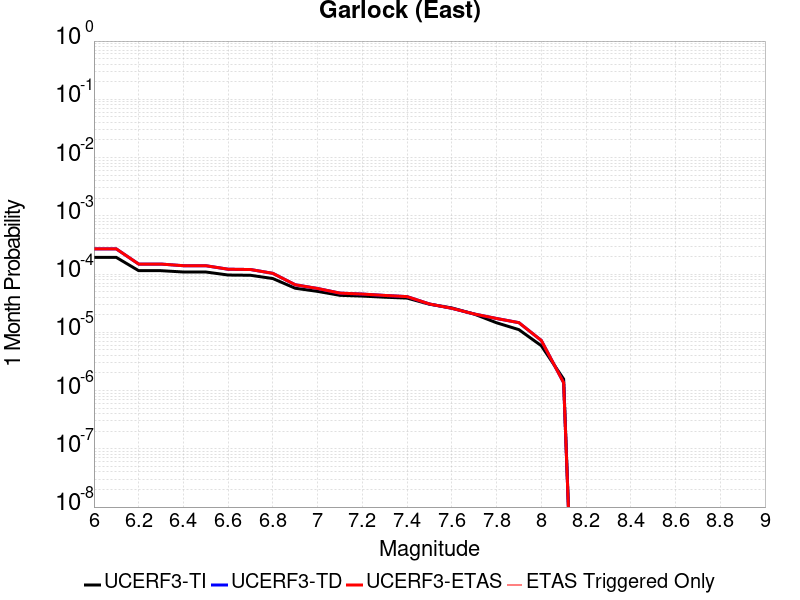 Garlock (East)
10^0
10^-1
10^-2
10^-3
10^-4
10^-5
10^-6
10^-7
10^-8
1 Month Probability
6 6.2 6.4 6.6 6.8 7 7.2 7.4 7.6 7.8 8 8.2 8.4 8.6 8.8 9
Magnitude
UCERF3-TI UCERF3-TD UCERF3-ETAS ETAS Triggered Only